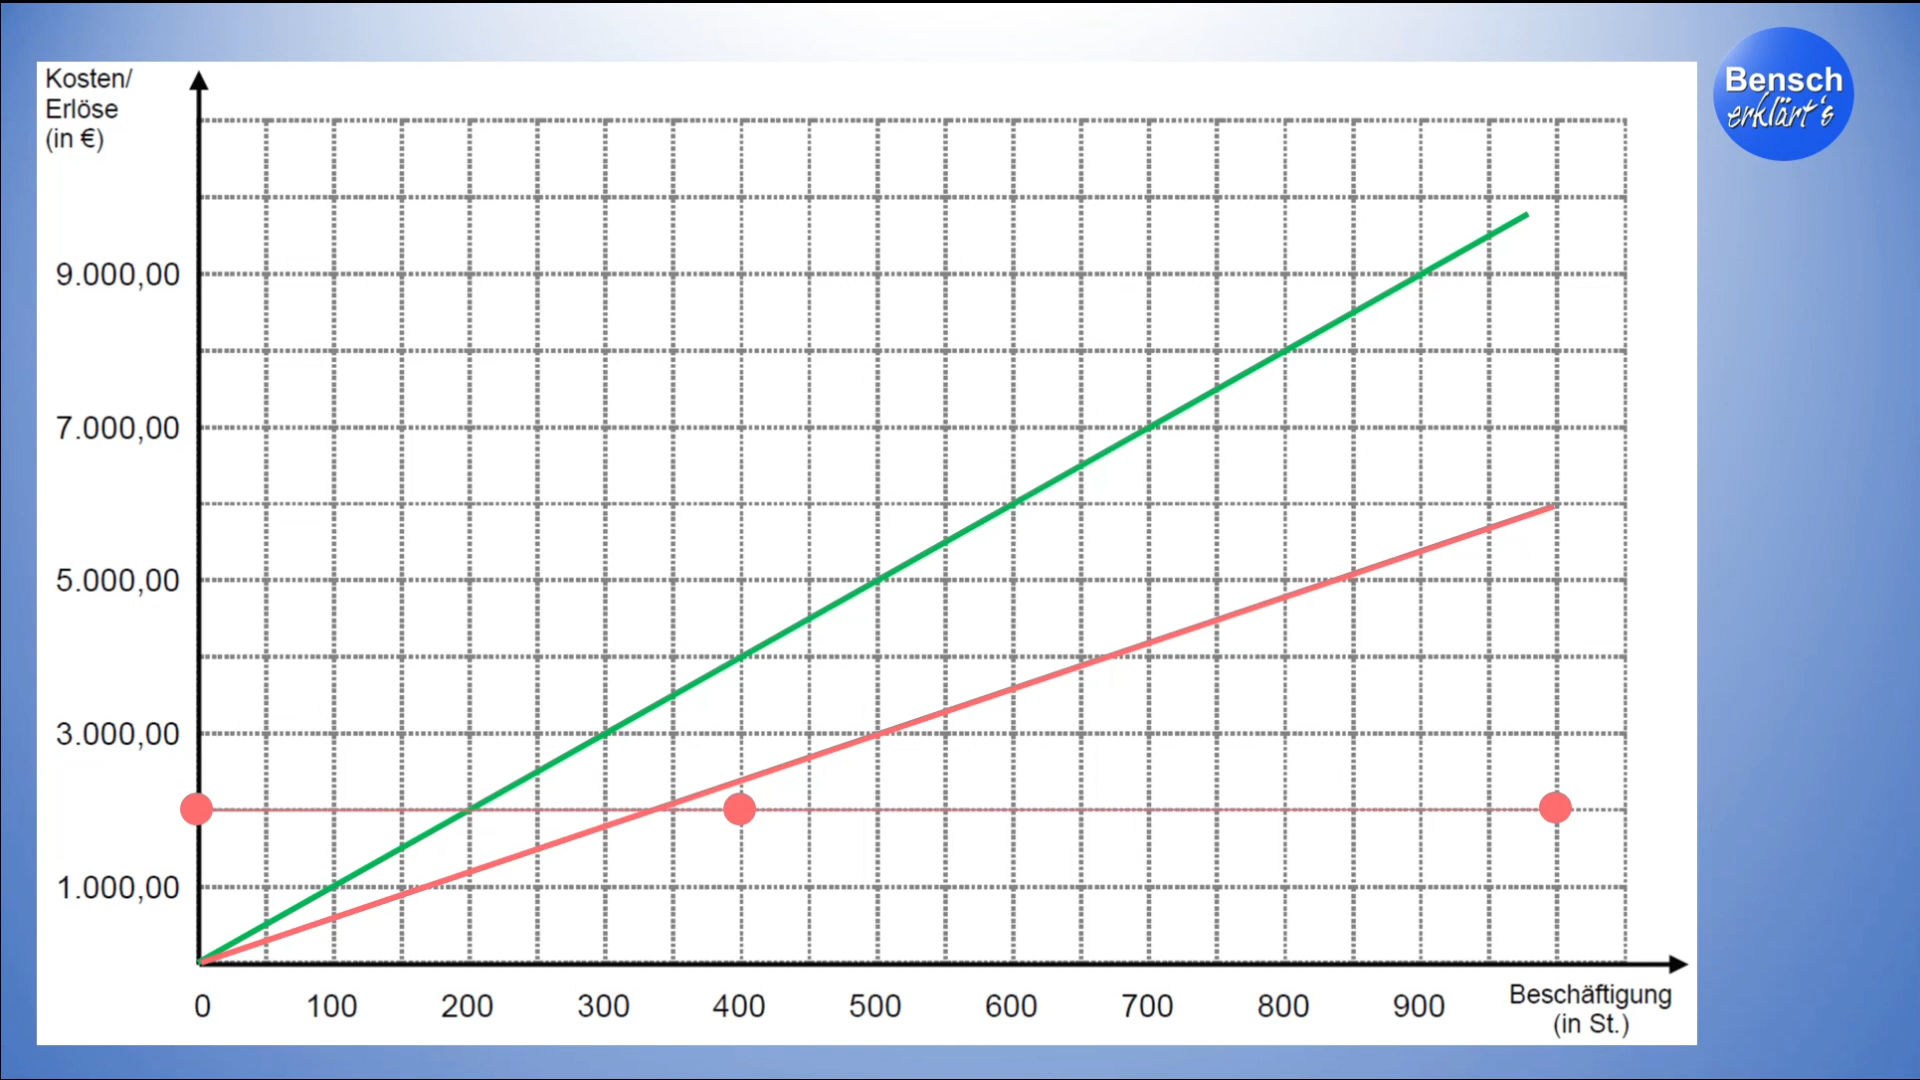 Kosten/
Erlöse
(in €)
Bensch
erklärt's
9.000,00
7.000,00
5.000,00
3.000,00
1.000,00
0 100 200 300 400 500 600 700 800 900
Beschäftigung
(in St.)